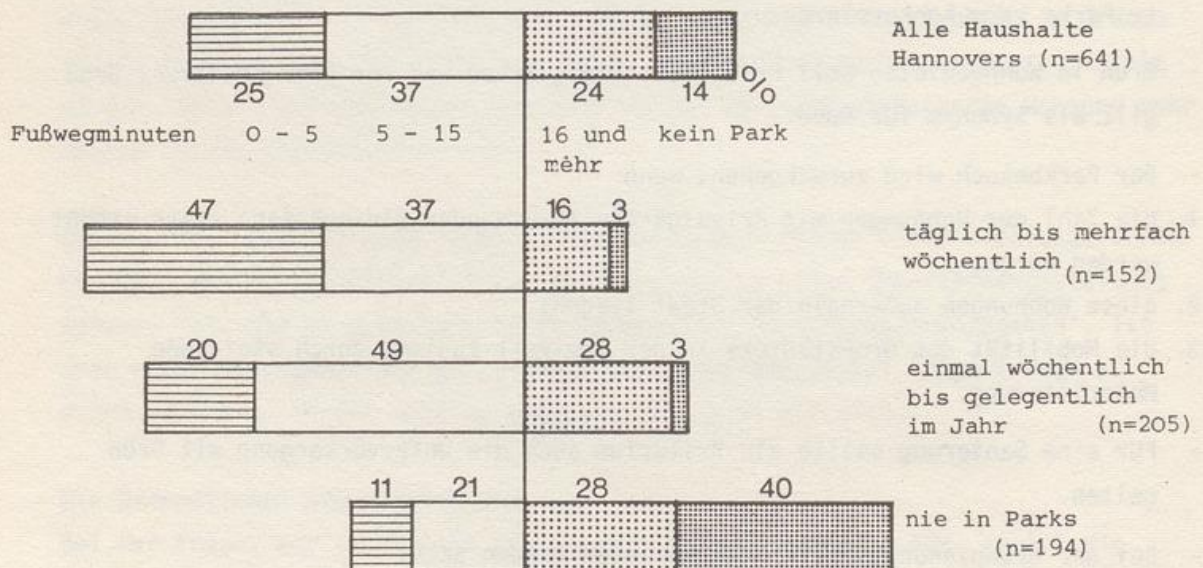 Alle Haushalte
Hannovers (n=641)
%
25 37 24 14
Fußwegminuten 0 - 5 5 - 15 16 und mehr kein Park
47 37 16 3
täglich bis mehrfach
wöchentlich (n=152)
20 49 28 3
einmal wöchentlich
bis gelegentlich
im Jahr (n=205)
11 21 28 40
nie in Parks
(n=194)